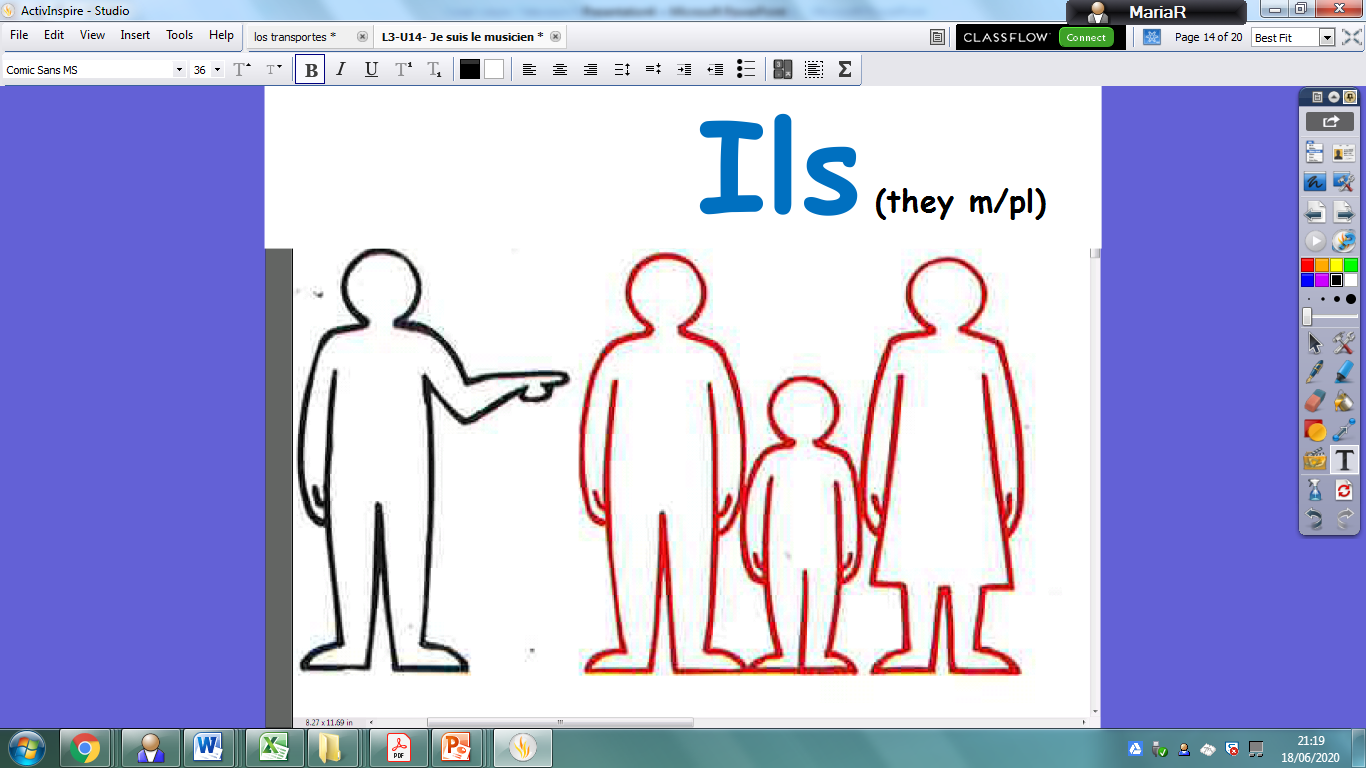 ActivInspire - Studio
MariaR
File Edit View Insert Tools Help
los transportes *
L3-U14- Je suis le musicien *
CLASSFLOW Connect
Page 14 of 20
Best Fit
Comic Sans MS
36
B I U T T
Ils (they m/pl)
8.27 x 11.69 in
21:19
18/06/2020